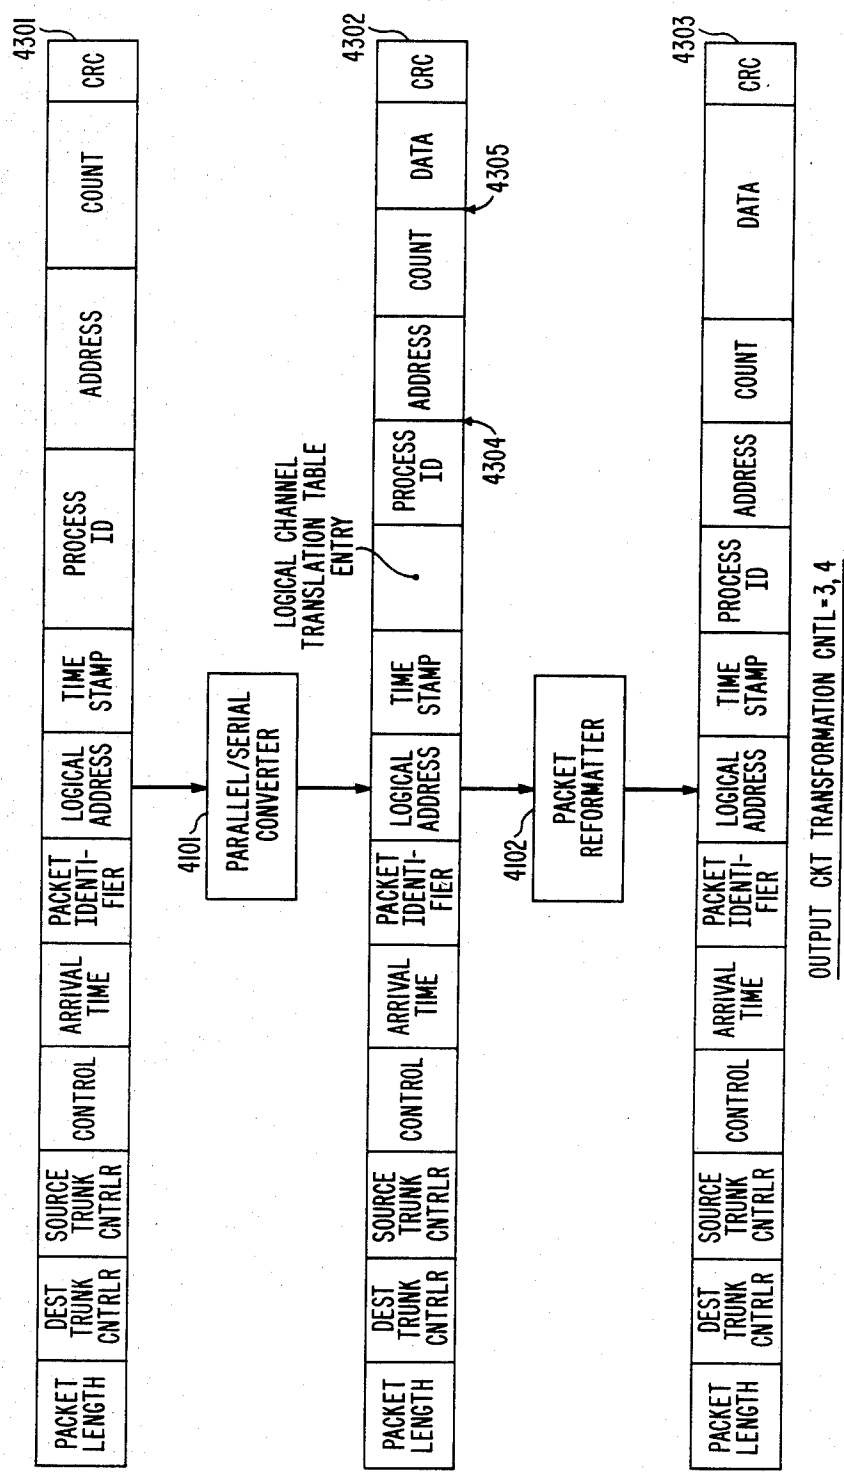 4301
PACKET
LENGTH
DEST
TRUNK
CNTRLR
SOURCE
TRUNK
CNTRLR
CONTROL
ARRIVAL
TIME
PACKET
IDENTI-
FIER
LOGICAL
ADDRESS
TIME
STAMP
PROCESS
ID
ADDRESS
COUNT
CRC
4101
PARALLEL/SERIAL
CONVERTER
LOGICAL CHANNEL
TRANSLATION TABLE
ENTRY
4302
PACKET
LENGTH
DEST
TRUNK
CNTRLR
SOURCE
TRUNK
CNTRLR
CONTROL
ARRIVAL
TIME
PACKET
IDENTI-
FIER
LOGICAL
ADDRESS
TIME
STAMP
PROCESS
ID
ADDRESS
COUNT
DATA
CRC
4304
4305
4102
PACKET
REFORMATTER
4303
PACKET
LENGTH
DEST
TRUNK
CNTRLR
SOURCE
TRUNK
CNTRLR
CONTROL
ARRIVAL
TIME
PACKET
IDENTI-
FIER
LOGICAL
ADDRESS
TIME
STAMP
PROCESS
ID
ADDRESS
COUNT
DATA
CRC
OUTPUT CKT TRANSFORMATION CNTL=3,4